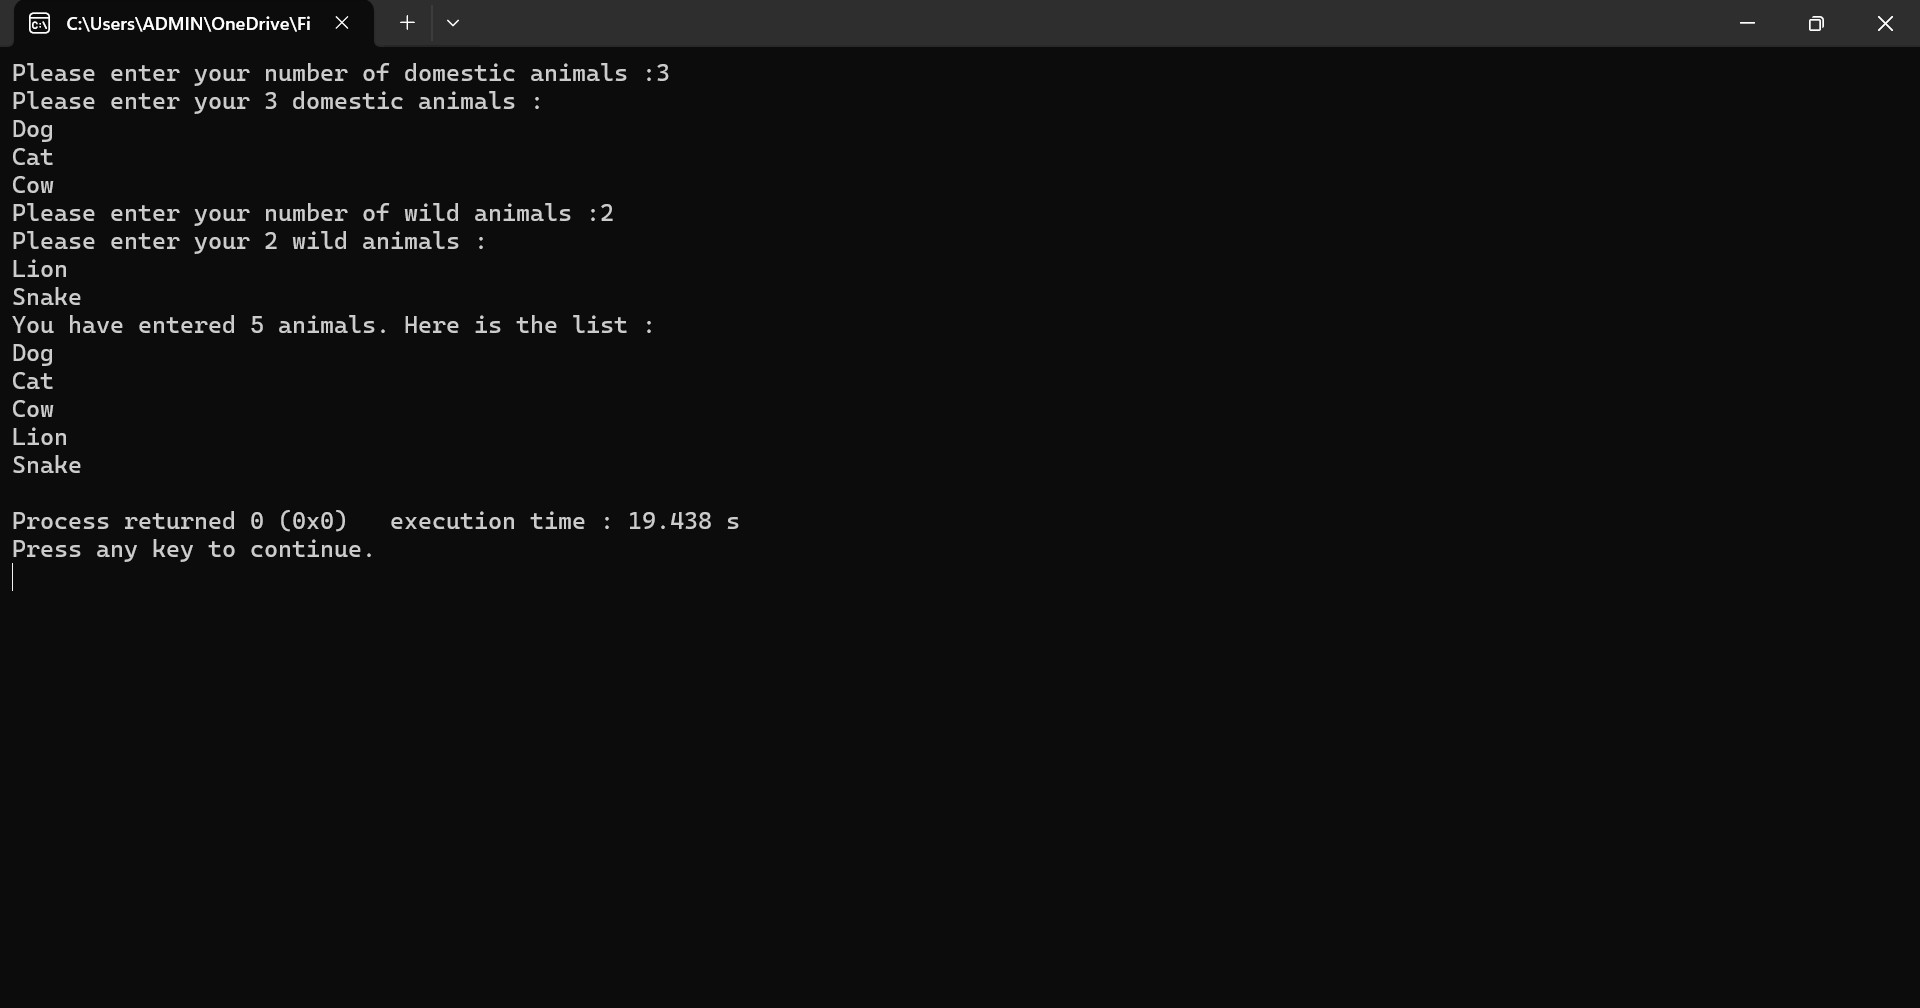 C:\Users\ADMIN\OneDrive\Fi
Please enter your number of domestic animals :3
Please enter your 3 domestic animals :
Dog
Cat
Cow
Please enter your number of wild animals :2
Please enter your 2 wild animals :
Lion
Snake
You have entered 5 animals. Here is the list :
Dog
Cat
Cow
Lion
Snake
Process returned 0 (0x0)   execution time : 19.438 s
Press any key to continue.